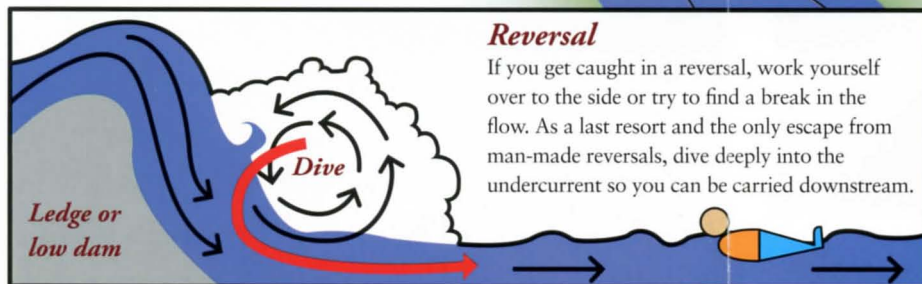 Reversal
If you get caught in a reversal, work yourself
over to the side or try to find a break in the
flow. As a last resort and the only escape from
man-made reversals, dive deeply into the
undercurrent so you can be carried downstream.
Dive
Ledge or
low dam